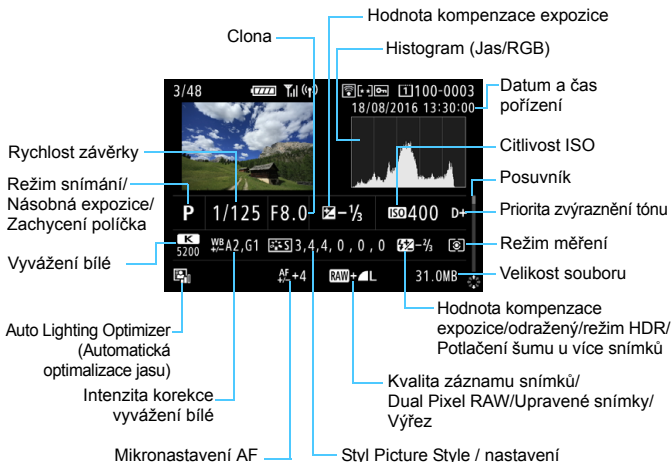 Hodnota kompenzace expozice
Clona
Histogram (Jas/RGB)
3/48
1 100-0003
18/08/2016 13:30:00
Datum a čas
pořízení
Citlivost ISO
Rychlost závěrky
Posuvník
Režim snímání/
Násobná expozice/
Zachycení políčka
P 1/125 F8.0 -⅓ ISO 400 D+
Priorita zvýraznění tónu
K
5200
WB +/- A2,G1 S 3,4,4, 0, 0, 0 -⅔
Režim měření
Vyvážení bílé
AF +/- +4 RAW+ L 31.0MB
Velikost souboru
Auto Lighting Optimizer
(Automatická
optimalizace jasu)
Hodnota kompenzace
expozice/odražený/režim HDR/
Potlačení šumu u více snímků
Intenzita korekce
vyvážení bílé
Kvalita záznamu snímků/
Dual Pixel RAW/Upravené snímky/
Výřez
Mikronastavení AF
Styl Picture Style / nastavení